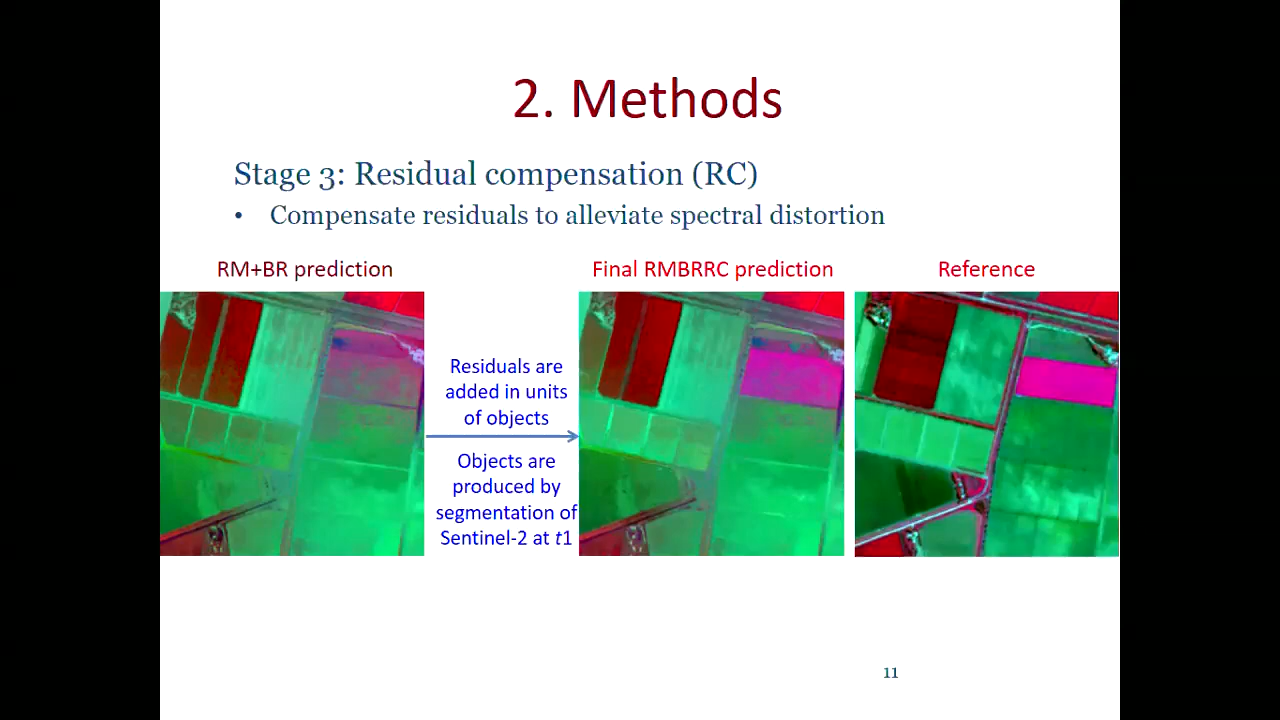 2. Methods
Stage 3: Residual compensation (RC)
• Compensate residuals to alleviate spectral distortion
RM+BR prediction
Final RMBRRC prediction
Reference
Residuals are
added in units
of objects
Objects are
produced by
segmentation of
Sentinel-2 at t1
11